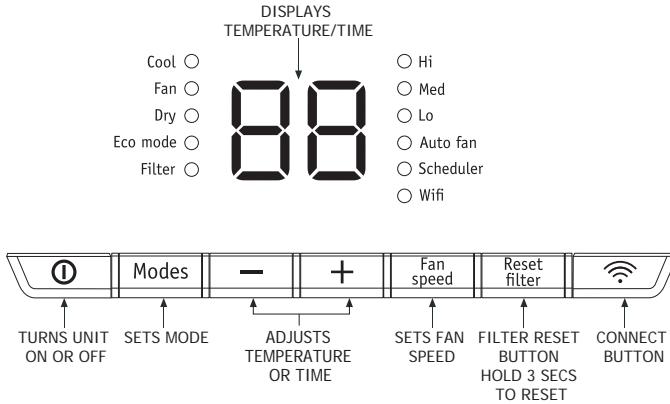 DISPLAYS
TEMPERATURE/TIME
Cool
Fan
Dry
Eco mode
Filter
88
Hi
Med
Lo
Auto fan
Scheduler
Wifi
Modes
−
+
Fan
speed
Reset
filter
TURNS UNIT
ON OR OFF
SETS MODE
ADJUSTS
TEMPERATURE
OR TIME
SETS FAN
SPEED
FILTER RESET
BUTTON
HOLD 3 SECS
TO RESET
CONNECT
BUTTON